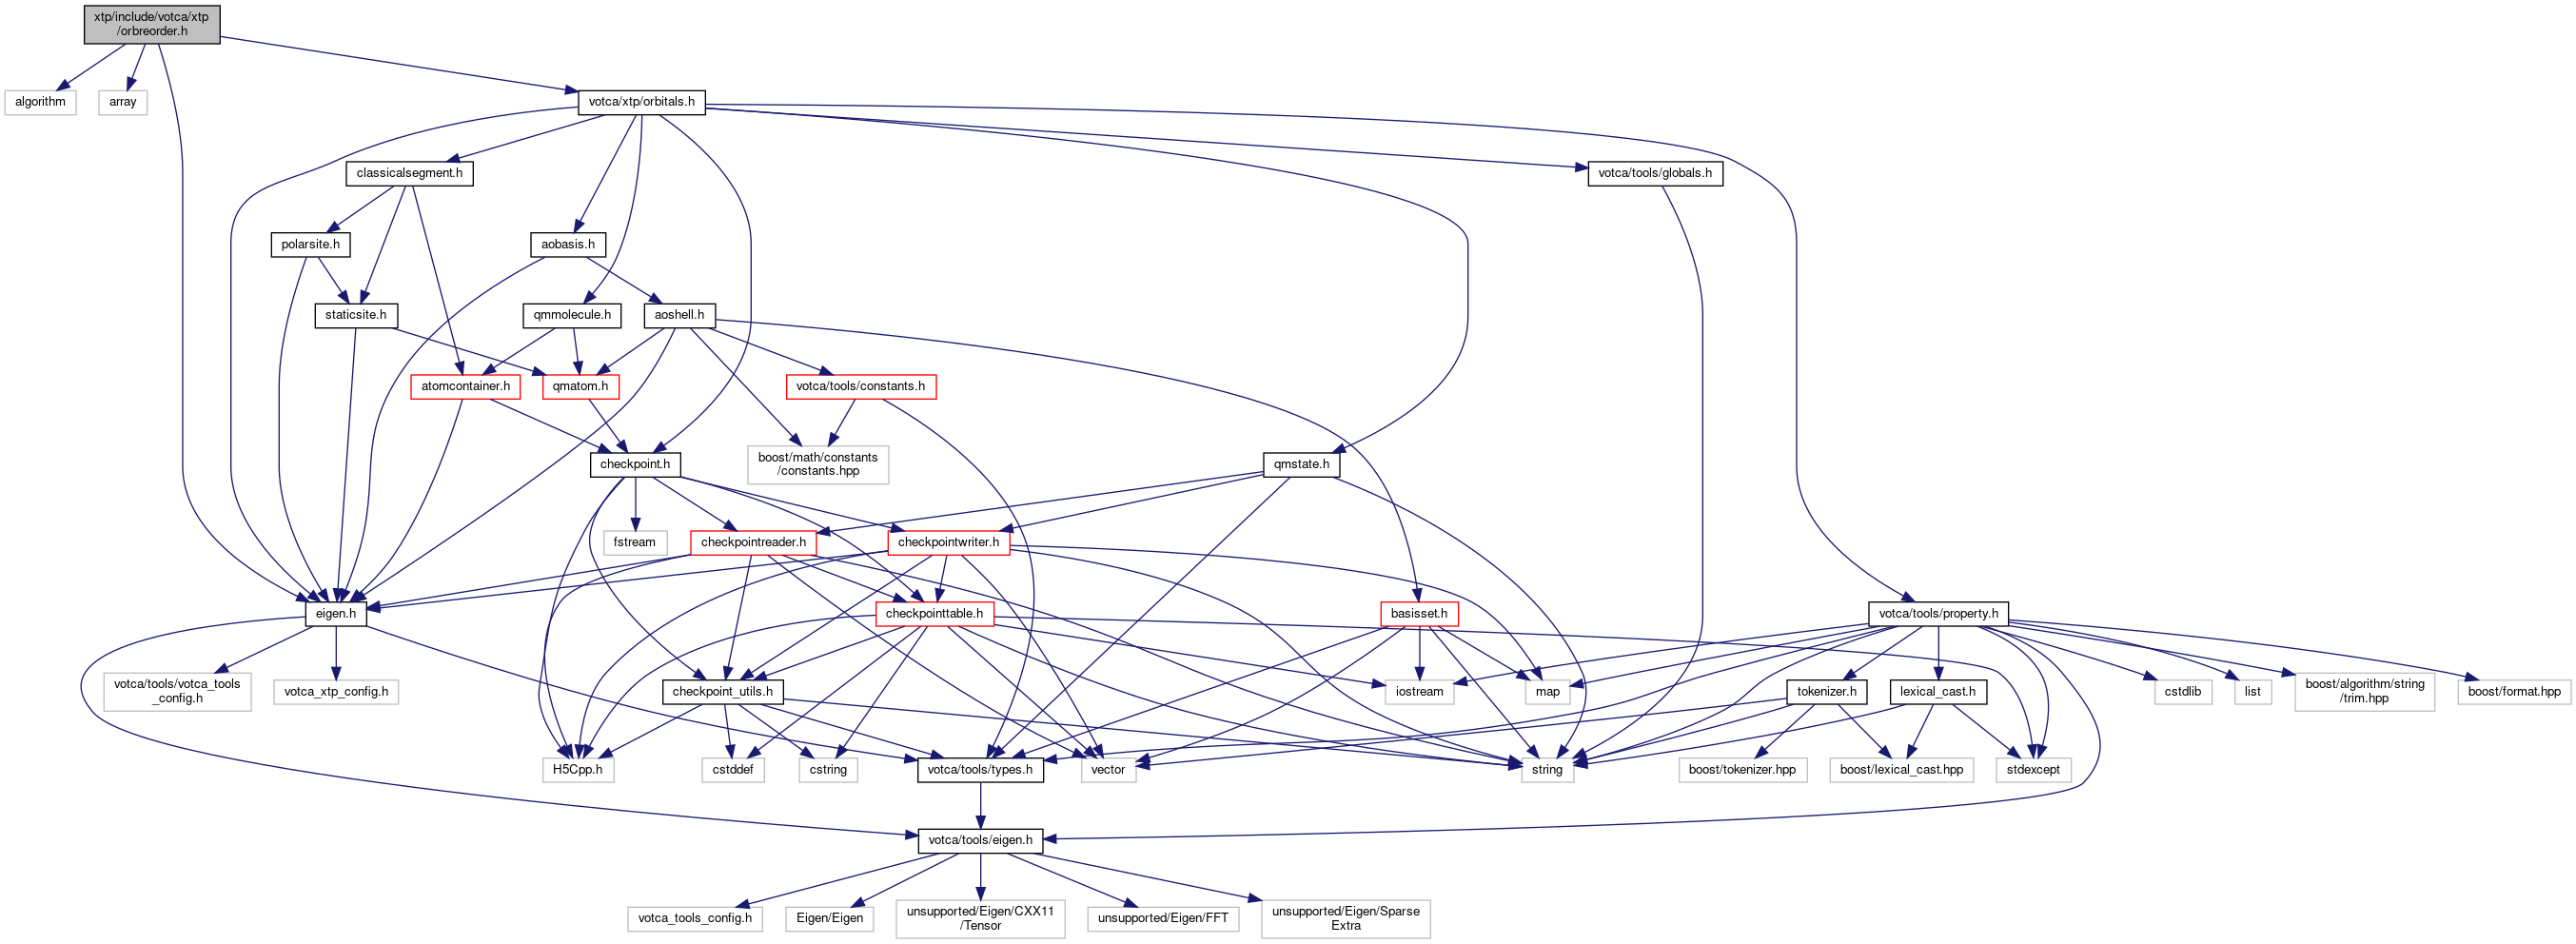 xtp/include/votca/xtp
/orbreorder.h
algorithm
array
votca/xtp/orbitals.h
classicalsegment.h
votca/tools/globals.h
polarsite.h
aobasis.h
staticsite.h
qmmolecule.h
aoshell.h
atomcontainer.h
qmatom.h
votca/tools/constants.h
checkpoint.h
boost/math/constants
/constants.hpp
qmstate.h
fstream
checkpointreader.h
checkpointwriter.h
eigen.h
checkpointtable.h
basisset.h
votca/tools/property.h
votca/tools/votca_tools
_config.h
votca_xtp_config.h
checkpoint_utils.h
iostream
map
tokenizer.h
lexical_cast.h
cstdlib
list
boost/algorithm/string
/trim.hpp
boost/format.hpp
H5Cpp.h
cstddef
cstring
votca/tools/types.h
vector
string
boost/tokenizer.hpp
boost/lexical_cast.hpp
stdexcept
votca/tools/eigen.h
votca_tools_config.h
Eigen/Eigen
unsupported/Eigen/CXX11
/Tensor
unsupported/Eigen/FFT
unsupported/Eigen/Sparse
Extra